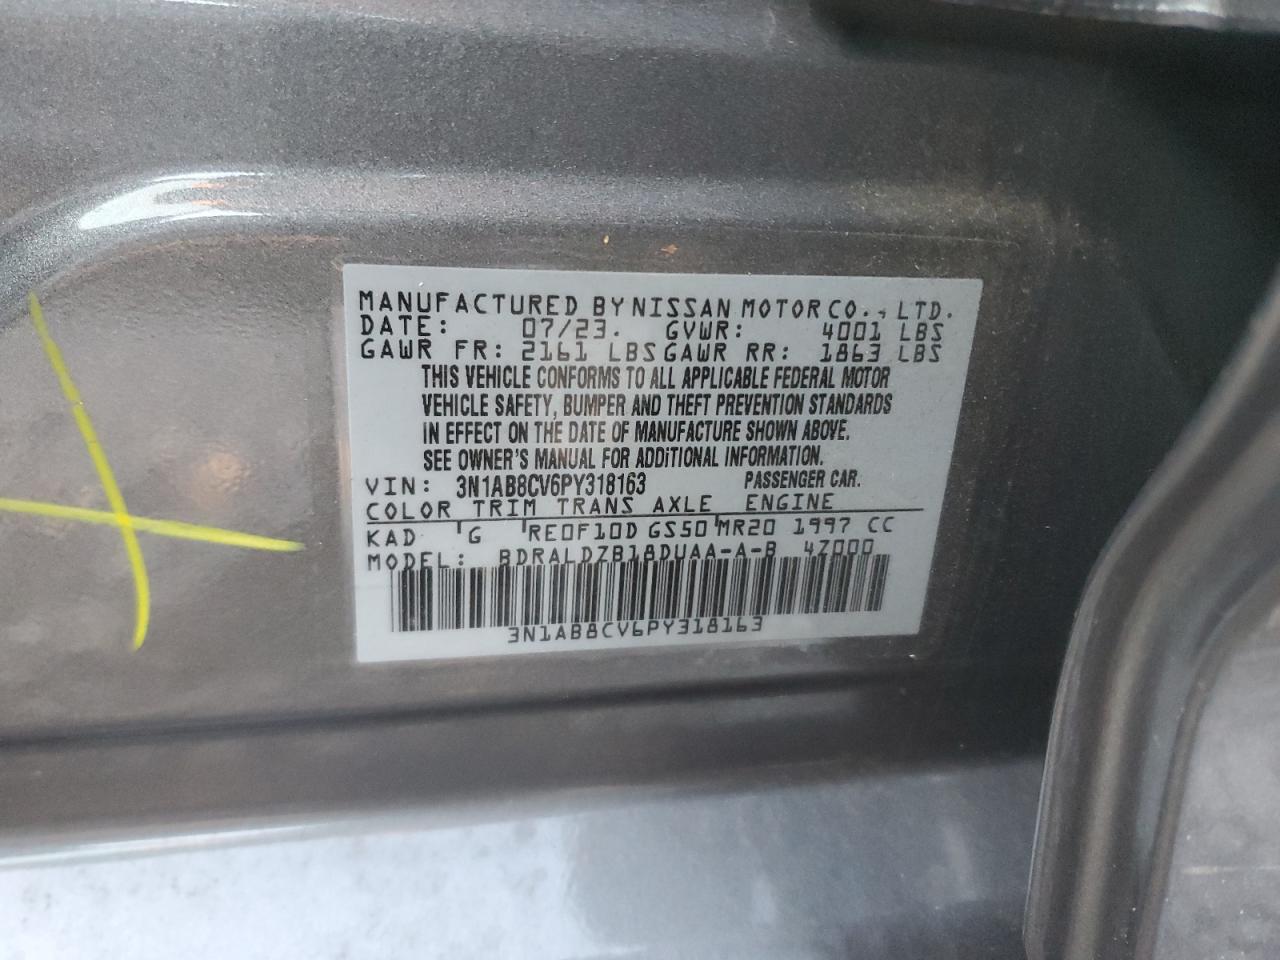 MANUFACTURED BY NISSAN MOTOR CO., LTD.
DATE: 07/23. GVWR: 4001 LBS
GAWR FR: 2161 LBS GAWR RR: 1863 LBS
THIS VEHICLE CONFORMS TO ALL APPLICABLE FEDERAL MOTOR
VEHICLE SAFETY, BUMPER AND THEFT PREVENTION STANDARDS
IN EFFECT ON THE DATE OF MANUFACTURE SHOWN ABOVE.
SEE OWNER'S MANUAL FOR ADDITIONAL INFORMATION.
VIN: 3N1AB8CV6PY318163 PASSENGER CAR.
COLOR TRIM TRANS AXLE ENGINE
KAD G RE0F10D GS50 MR20 1997 CC
MODEL: BDRALDZB18DUAA-A-B 4Z000
3N1AB8CV6PY318163